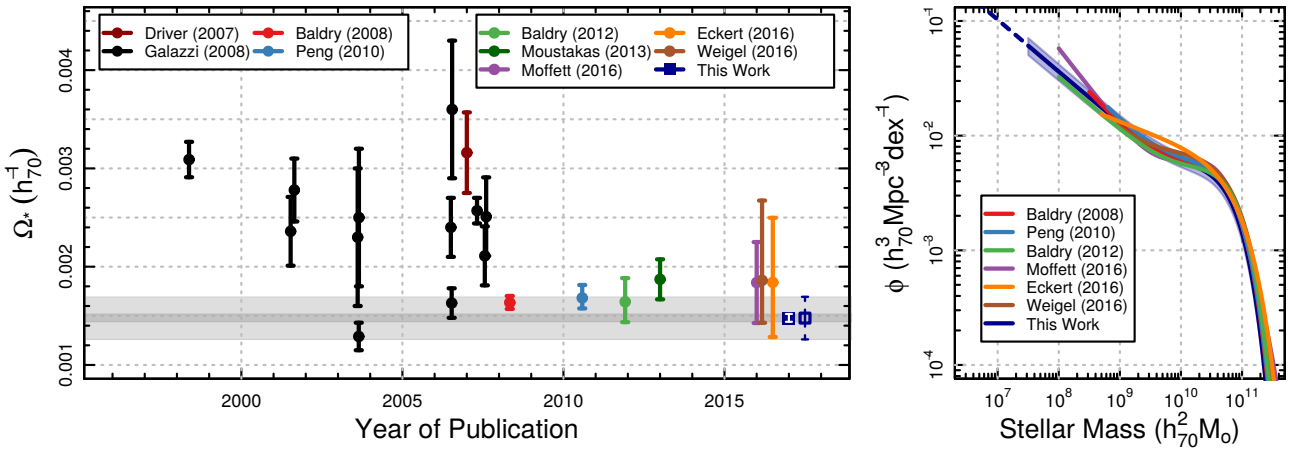 Driver (2007)
Galazzi (2008)
Baldry (2008)
Peng (2010)
Baldry (2012)
Moustakas (2013)
Moffett (2016)
Eckert (2016)
Weigel (2016)
This Work
0.004
0.003
0.002
0.001
Ω* (h₇₀⁻¹)
2000 2005 2010 2015
Year of Publication
10⁻¹
10⁻²
10⁻³
10⁻⁴
ϕ (h³₇₀Mpc⁻³dex⁻¹)
Baldry (2008)
Peng (2010)
Baldry (2012)
Moffett (2016)
Eckert (2016)
Weigel (2016)
This Work
10⁷ 10⁸ 10⁹ 10¹⁰ 10¹¹
Stellar Mass (h²₇₀M₀)